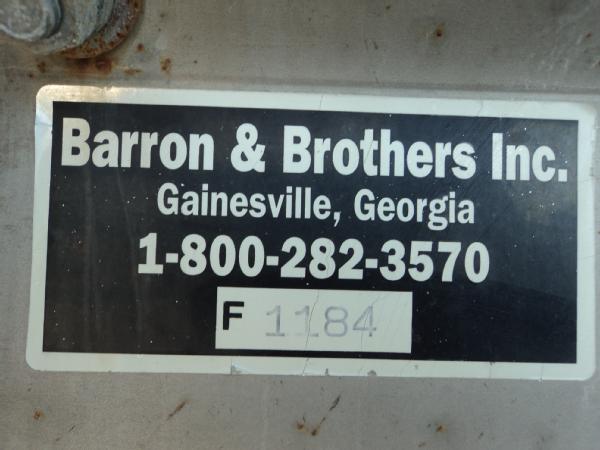 Barron & Brothers Inc.
Gainesville, Georgia
1-800-282-3570
F 1184